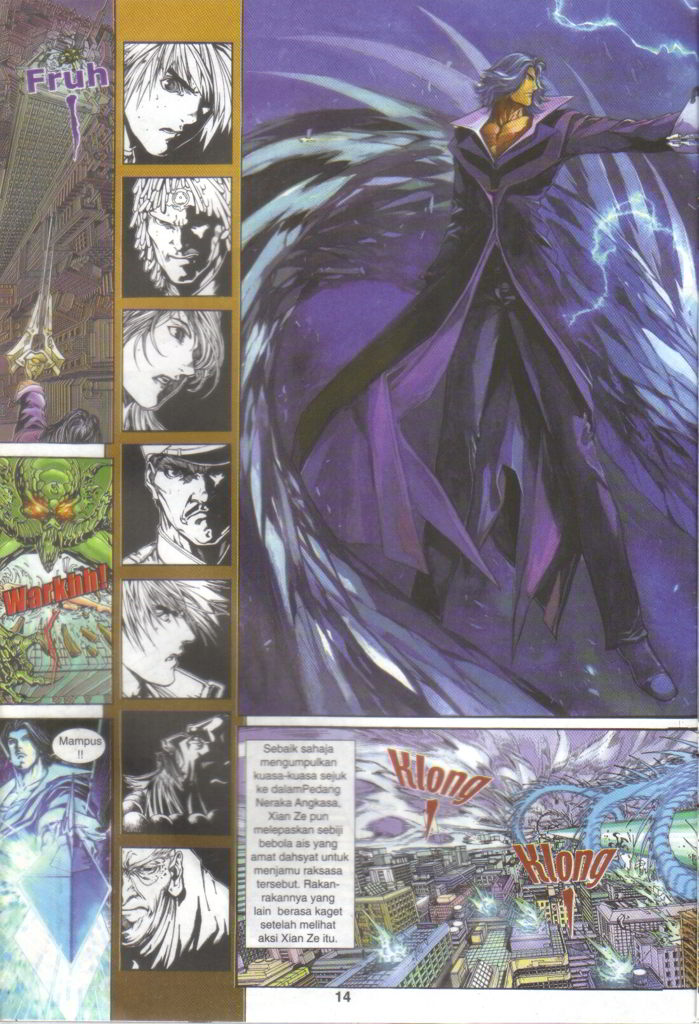 Fruh
!
Warkhh!
Mampus
!!
Sebaik sahaja
mengumpulkan
kuasa-kuasa sejuk
ke dalamPedang
Neraka Angkasa,
Xian Ze pun
melepaskan sebiji
bebola ais yang
amat dahsyat untuk
menjamu raksasa
tersebut. Rakan-
rakannya yang
lain berasa kaget
setelah melihat
aksi Xian Ze itu.
Klong
!
Klong
!
14